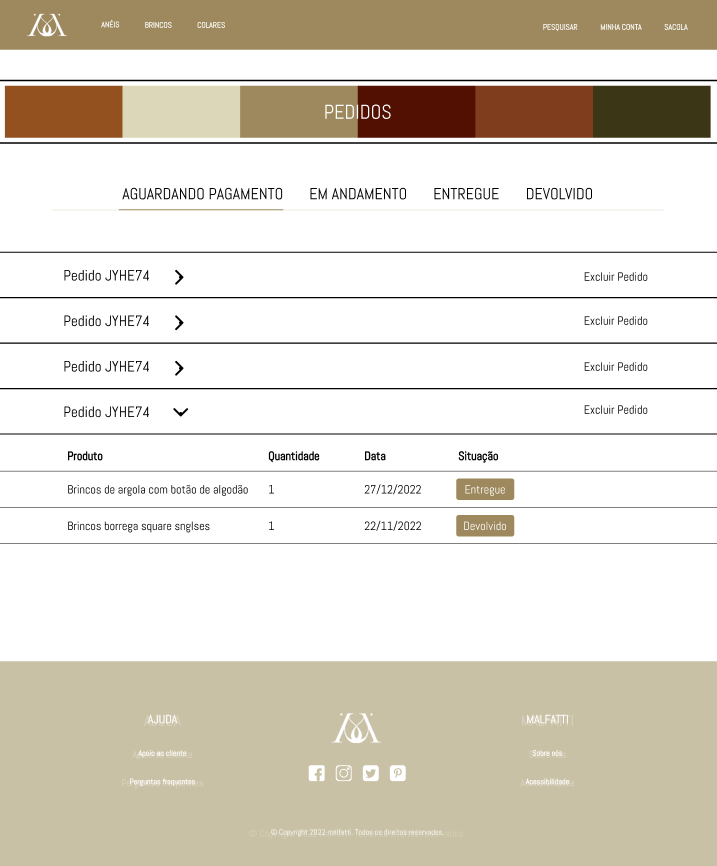 ANÉIS BRINCOS COLARES PESQUISAR MINHA CONTA SACOLA
PEDIDOS
AGUARDANDO PAGAMENTO EM ANDAMENTO ENTREGUE DEVOLVIDO
Pedido JYHE74 Excluir Pedido
Pedido JYHE74 Excluir Pedido
Pedido JYHE74 Excluir Pedido
Pedido JYHE74 Excluir Pedido
Produto Quantidade Data Situação
Brincos de argola com botão de algodão 1 27/12/2022 Entregue
Brincos borrega square snglses 1 22/11/2022 Devolvido
AJUDA MALFATTI
Apoio ao cliente Sobre nós
Perguntas frequentes Acessibilidade
© Copyright 2022 malfatti. Todos os direitos reservados.